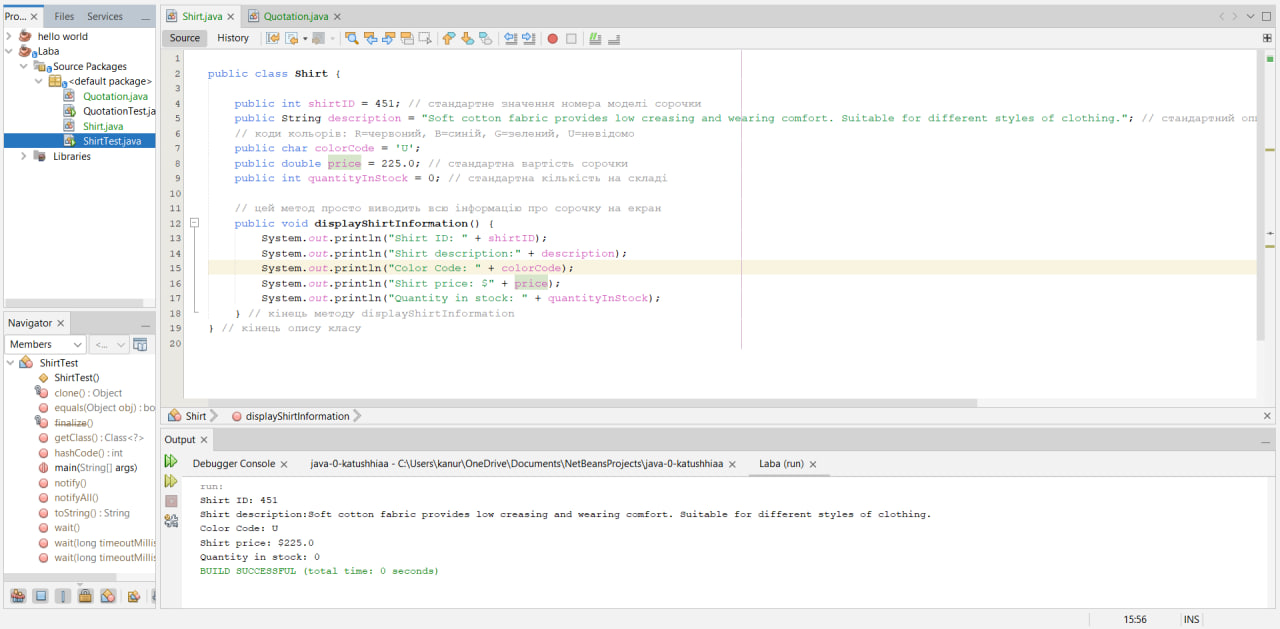 Pro...
Files
Services
hello world
Laba
Source Packages
<default package>
Quotation.java
QuotationTest.ja
Shirt.java
ShirtTest.java
Libraries
Navigator
Members
<...
ShirtTest
ShirtTest()
clone() : Object
equals(Object obj) : bo
finalize()
getClass() : Class<?>
hashCode() : int
main(String[] args)
notify()
notifyAll()
toString() : String
wait()
wait(long timeoutMillis
wait(long timeoutMillis
Shirt.java
Quotation.java
Source
History
1
2 public class Shirt {
3
4 public int shirtID = 451; // стандартне значення номера моделі сорочки
5 public String description = "Soft cotton fabric provides low creasing and wearing comfort. Suitable for different styles of clothing."; // стандартний опи
6 // коди кольорів: R=червоний, B=синій, G=зелений, U=невідомо
7 public char colorCode = 'U';
8 public double price = 225.0; // стандартна вартість сорочки
9 public int quantityInStock = 0; // стандартна кількість на складі
10
11 // цей метод просто виводить всю інформацію про сорочку на екран
12 public void displayShirtInformation() {
13 System.out.println("Shirt ID: " + shirtID);
14 System.out.println("Shirt description:" + description);
15 System.out.println("Color Code: " + colorCode);
16 System.out.println("Shirt price: $" + price);
17 System.out.println("Quantity in stock: " + quantityInStock);
18 } // кінець методу displayShirtInformation
19 } // кінець опису класу
20
Shirt
displayShirtInformation
Output
Debugger Console
java-0-katushhiaa - C:\Users\kanur\OneDrive\Documents\NetBeansProjects\java-0-katushhiaa
Laba (run)
run:
Shirt ID: 451
Shirt description:Soft cotton fabric provides low creasing and wearing comfort. Suitable for different styles of clothing.
Color Code: U
Shirt price: $225.0
Quantity in stock: 0
BUILD SUCCESSFUL (total time: 0 seconds)
15:56
INS